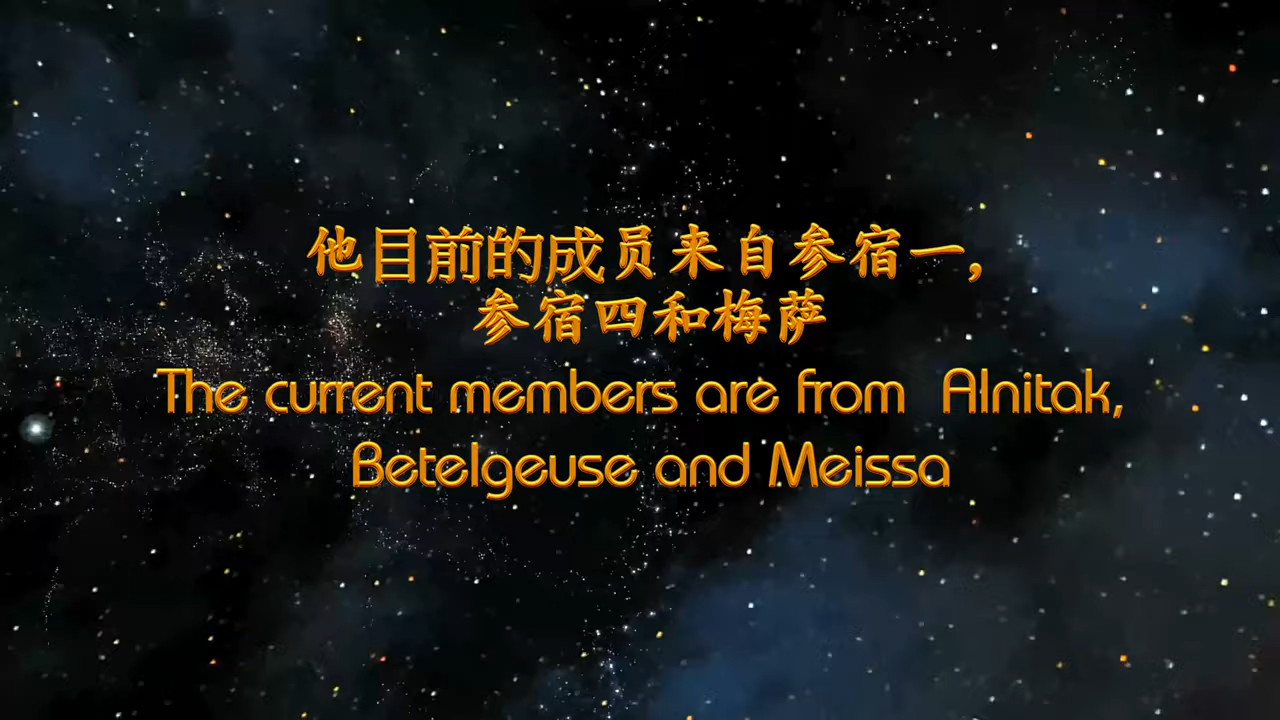 他目前的成员来自参宿一，
参宿四和梅萨
The current members are from Alnitak,
Betelgeuse and Meissa